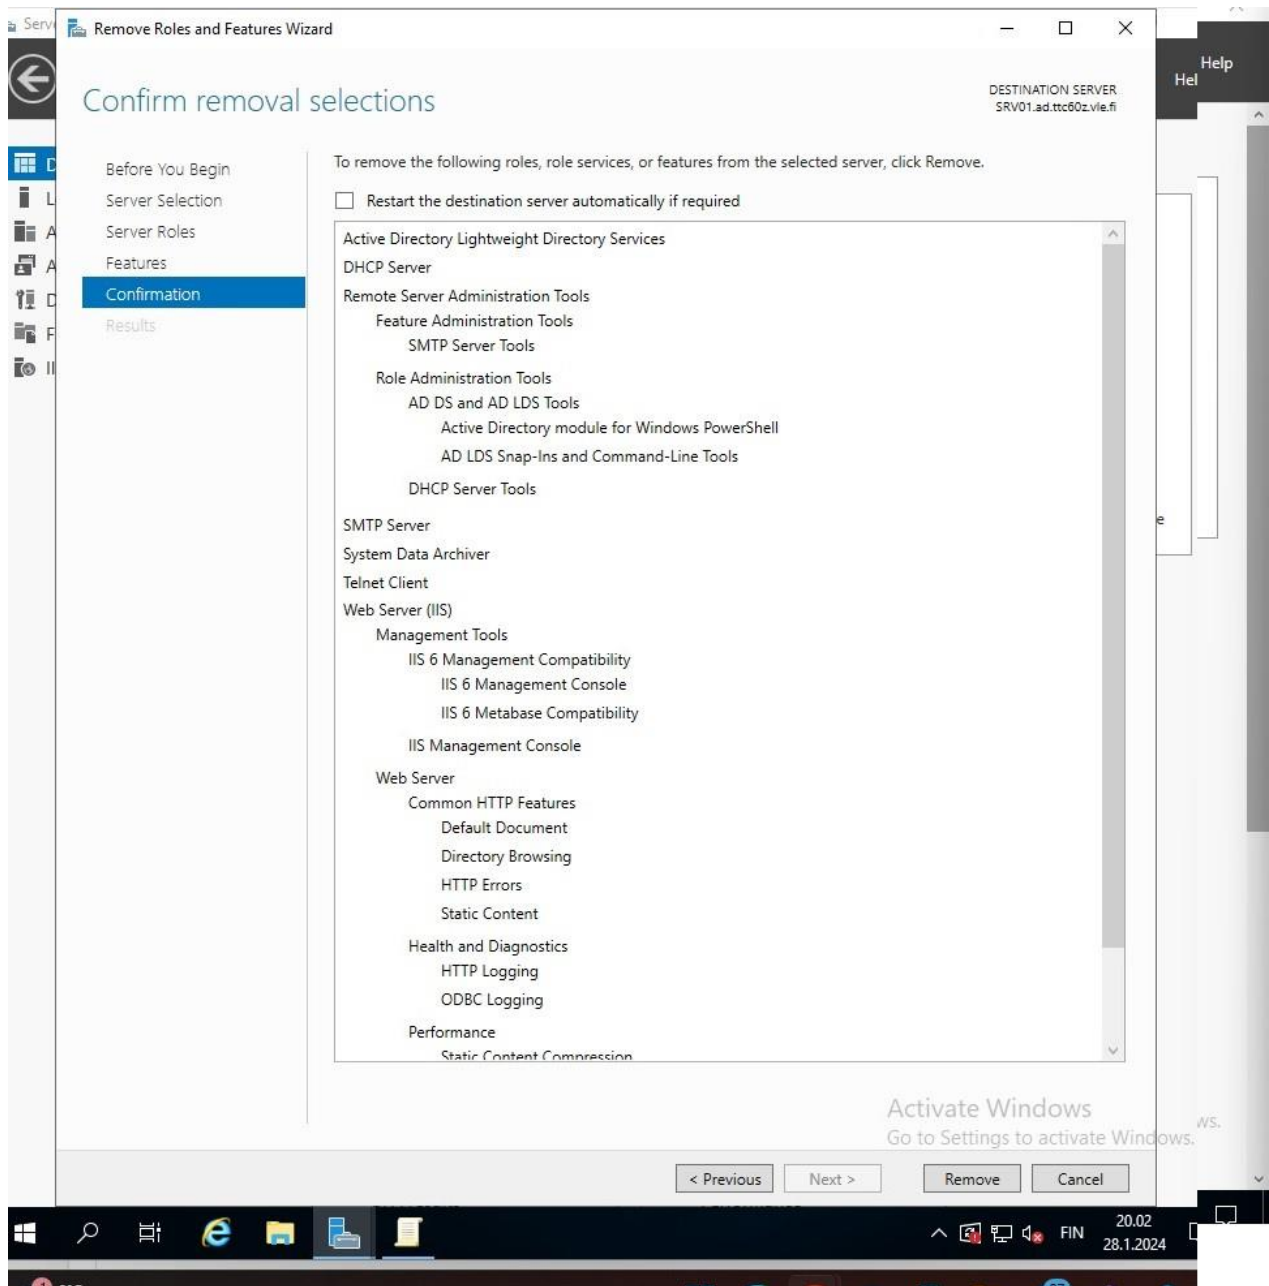 Serv
Remove Roles and Features Wizard
Help
Hel
Confirm removal selections
DESTINATION SERVER
SRV01.ad.ttc60z.vle.fi
D
L
A
A
D
F
II
Before You Begin
Server Selection
Server Roles
Features
Confirmation
Results
To remove the following roles, role services, or features from the selected server, click Remove.
Restart the destination server automatically if required
Active Directory Lightweight Directory Services
DHCP Server
Remote Server Administration Tools
Feature Administration Tools
SMTP Server Tools
Role Administration Tools
AD DS and AD LDS Tools
Active Directory module for Windows PowerShell
AD LDS Snap-Ins and Command-Line Tools
DHCP Server Tools
SMTP Server
System Data Archiver
Telnet Client
Web Server (IIS)
Management Tools
IIS 6 Management Compatibility
IIS 6 Management Console
IIS 6 Metabase Compatibility
IIS Management Console
Web Server
Common HTTP Features
Default Document
Directory Browsing
HTTP Errors
Static Content
Health and Diagnostics
HTTP Logging
ODBC Logging
Performance
Static Content Compression
e
Activate Windows
Go to Settings to activate Windows.
ws.
< Previous
Next >
Remove
Cancel
FIN
20.02
28.1.2024